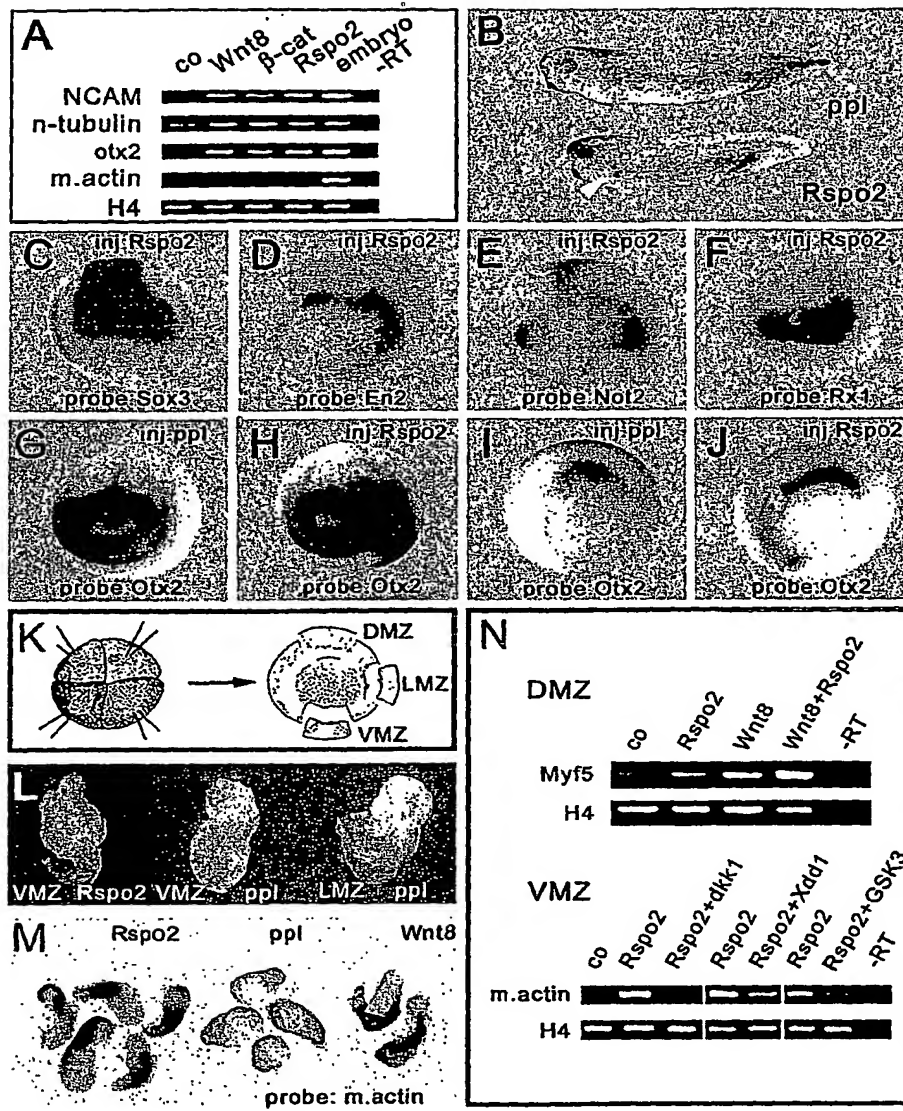 A
co Wnt8 β-cat Rspo2 embryo -RT
NCAM
n-tubulin
otx2
m.actin
H4
B
ppl
Rspo2
C
inj Rspo2
probe Sox3
D
inj Rspo2
probe En2
E
inj Rspo2
probe Not2
F
inj Rspo2
probe Rx1
G
inj ppl
probe Otx2
H
inj Rspo2
probe Otx2
I
inj ppl
probe Otx2
J
inj Rspo2
probe Otx2
K
DMZ
LMZ
VMZ
L
VMZ Rspo2 VMZ ppl LMZ ppl
M
Rspo2 ppl Wnt8
probe: m.actin
N
DMZ
co Rspo2 Wnt8 Wnt8+Rspo2 -RT
Myf5
H4
VMZ
co Rspo2 Rspo2+dkk1 Rspo2 Rspo2+Xdd1 Rspo2 Rspo2+GSK3 -RT
m.actin
H4